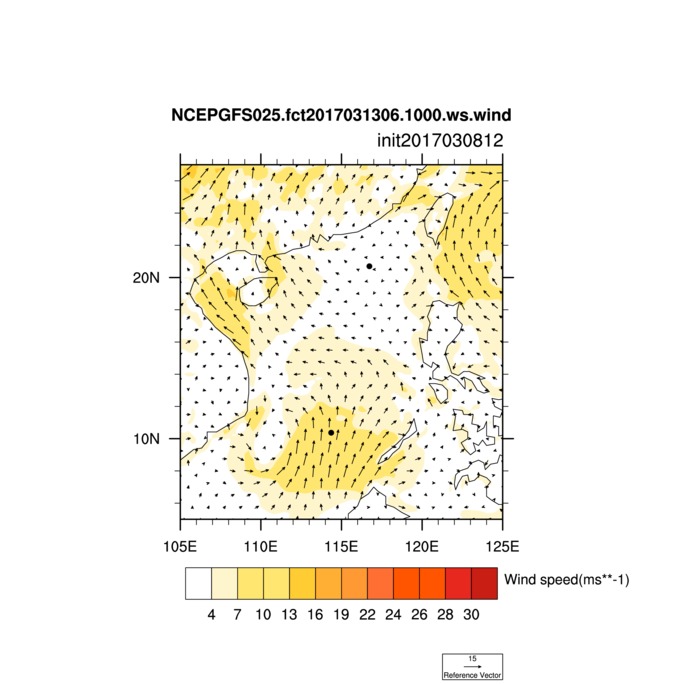 NCEPGFS025.fct2017031306.1000.ws.wind
init2017030812
20N
10N
105E 110E 115E 120E 125E
Wind speed(ms**-1)
4 7 10 13 16 19 22 24 26 28 30
15
Reference Vector